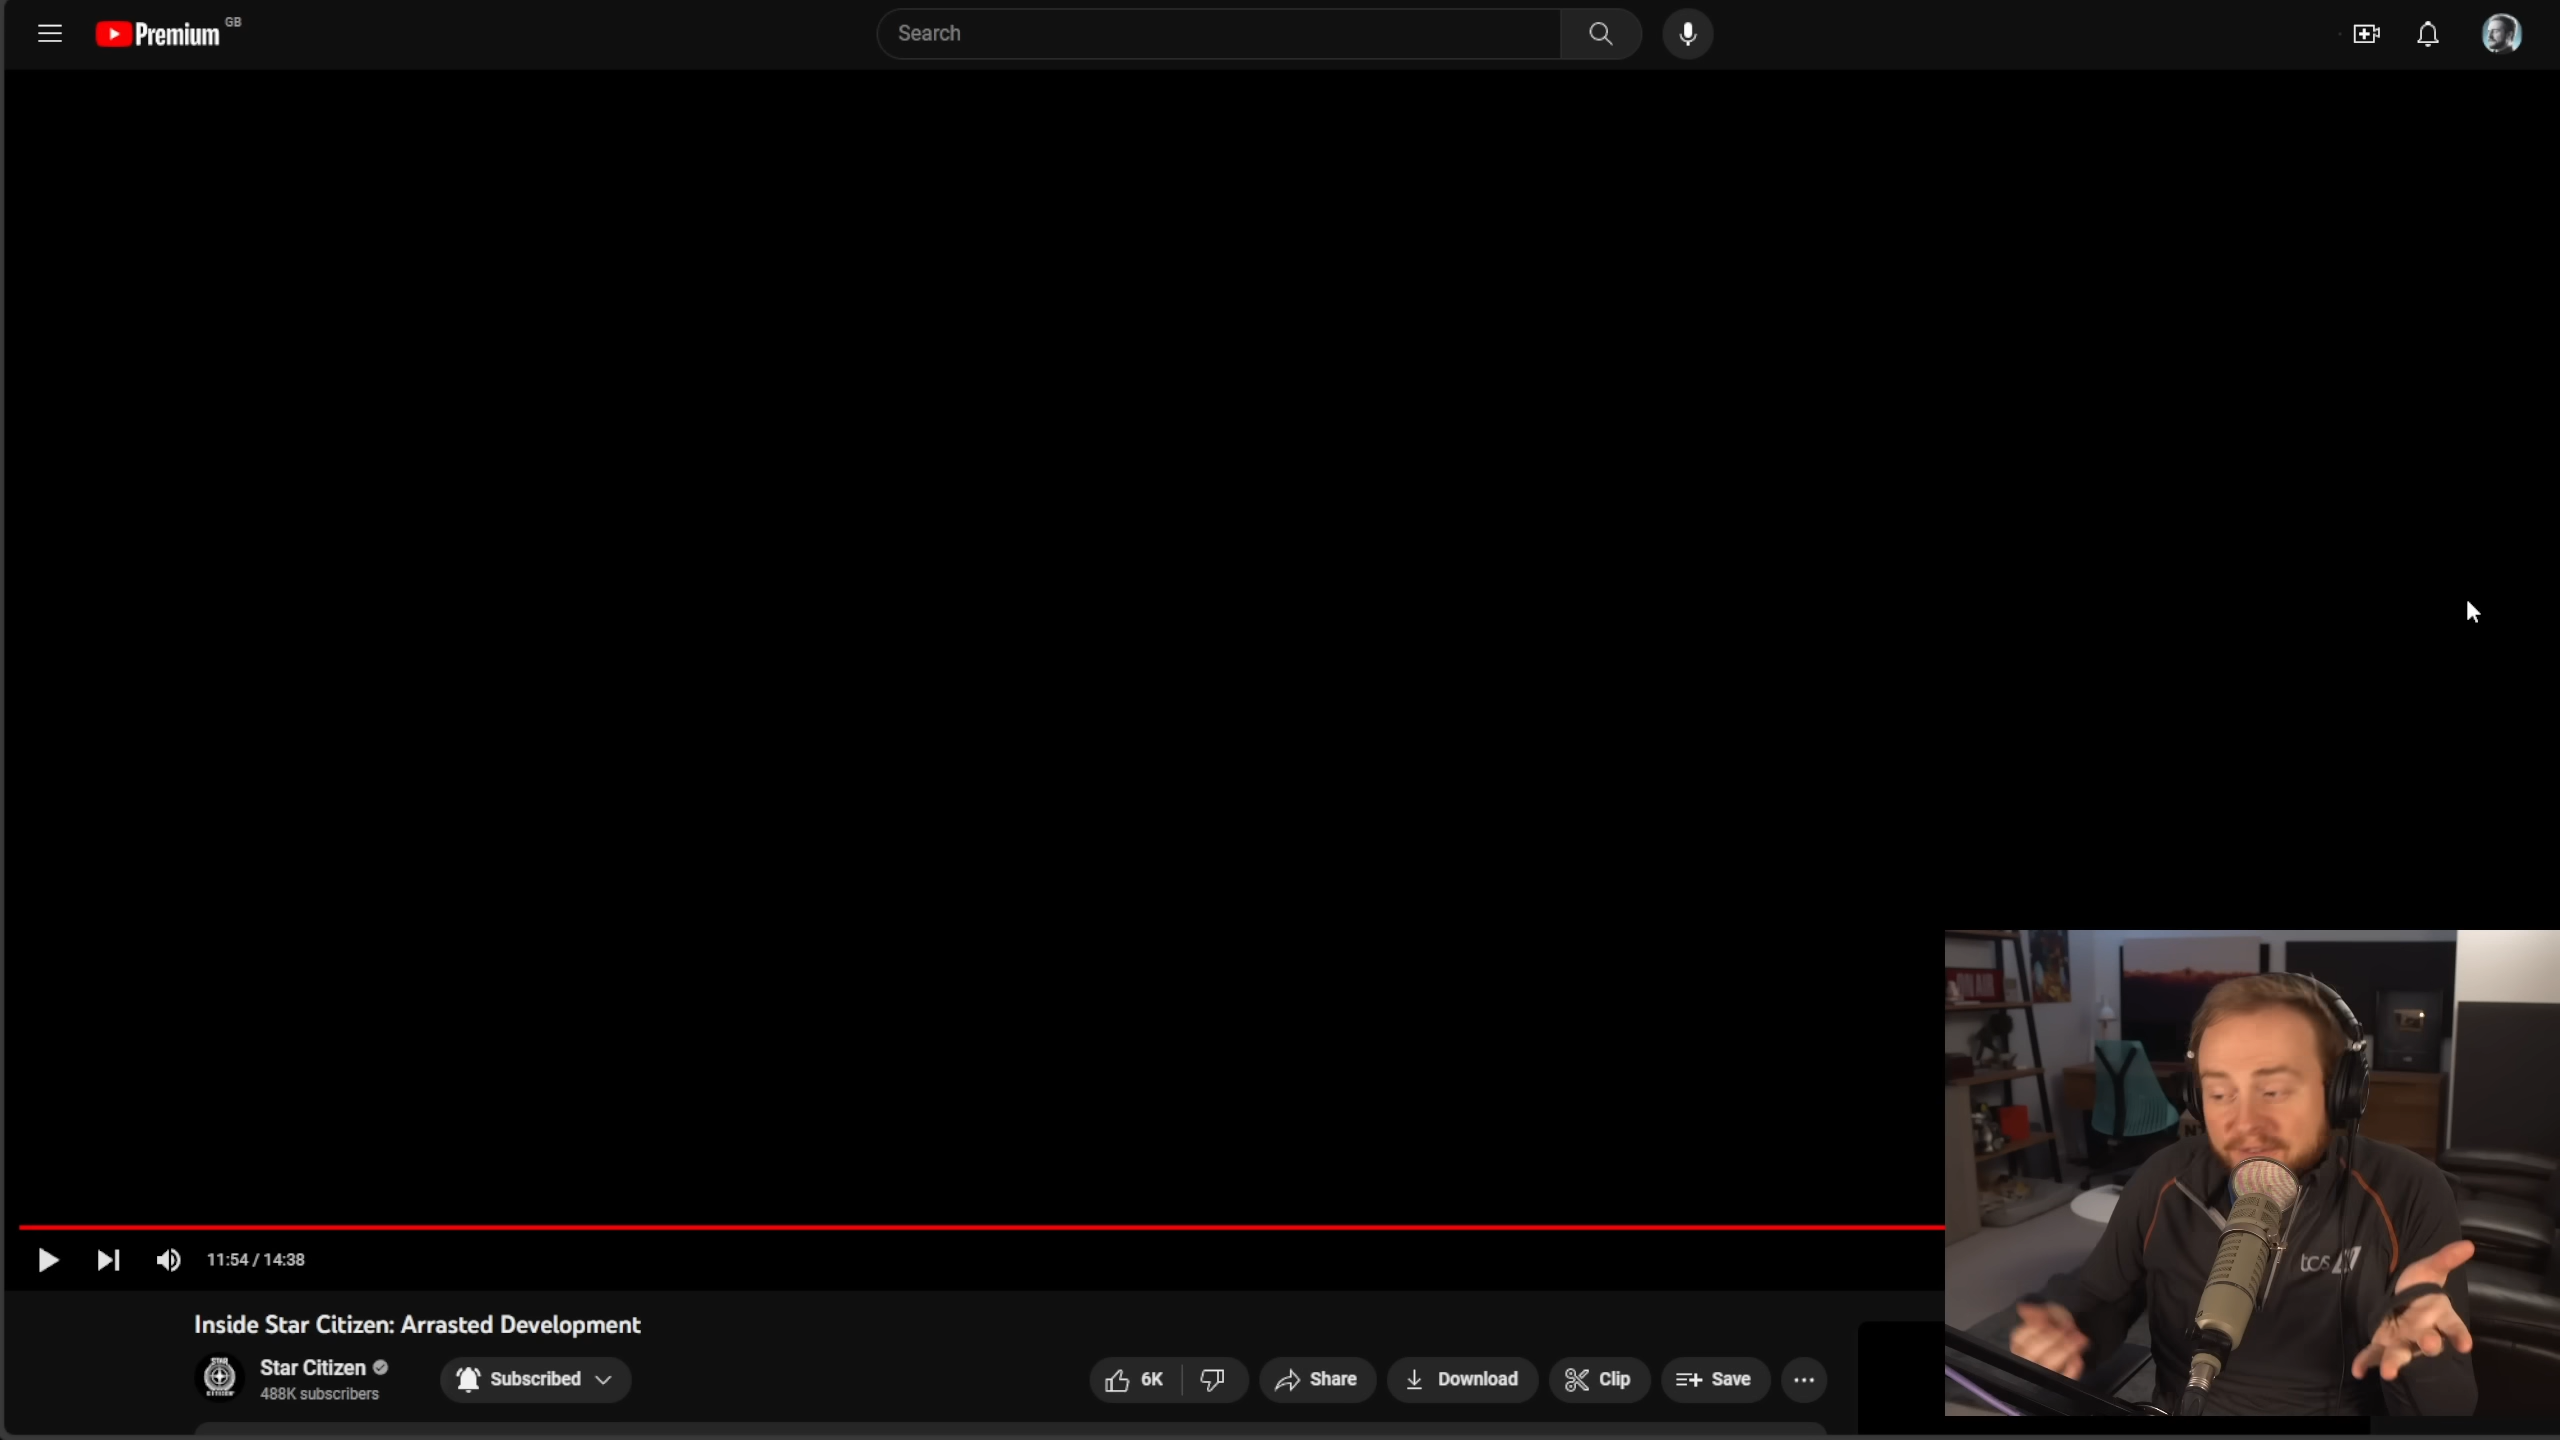 Premium GB
Search
11:54 / 14:38
Inside Star Citizen: Arrasted Development
Star Citizen
488K subscribers
Subscribed
6K
Share
Download
Clip
Save
tcs